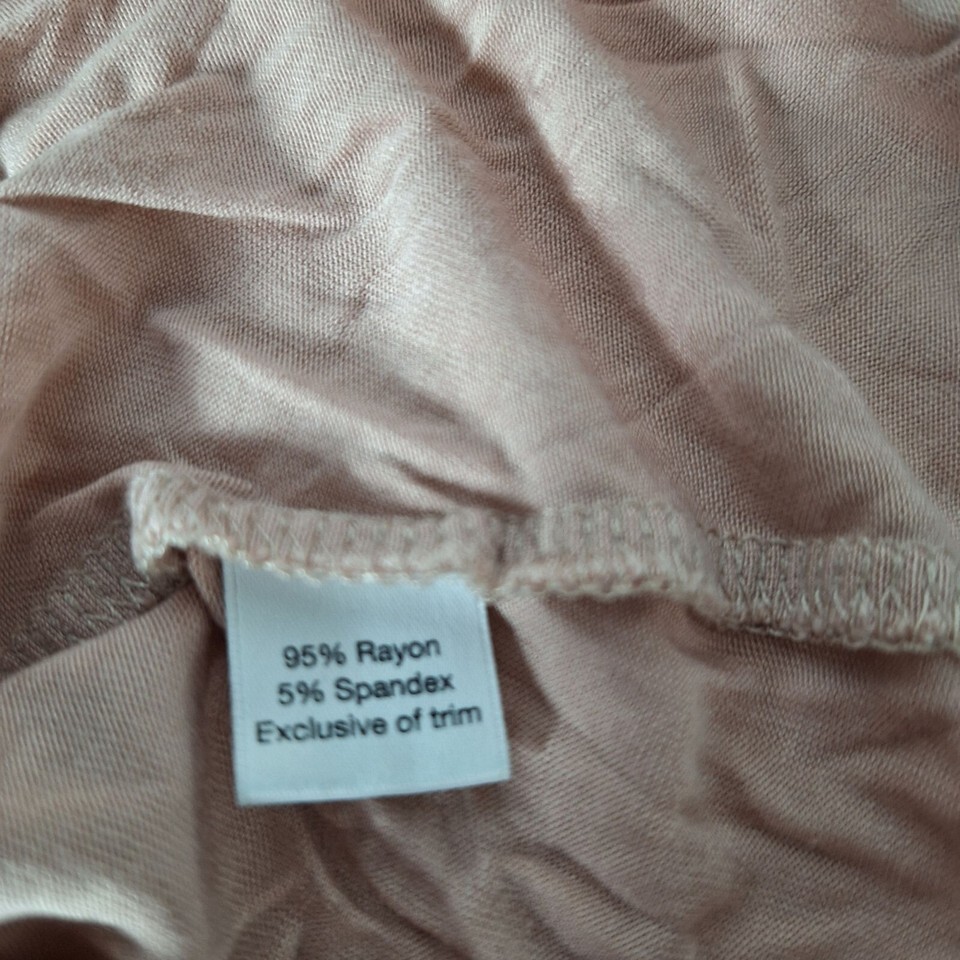 95% Rayon
5% Spandex
Exclusive of trim